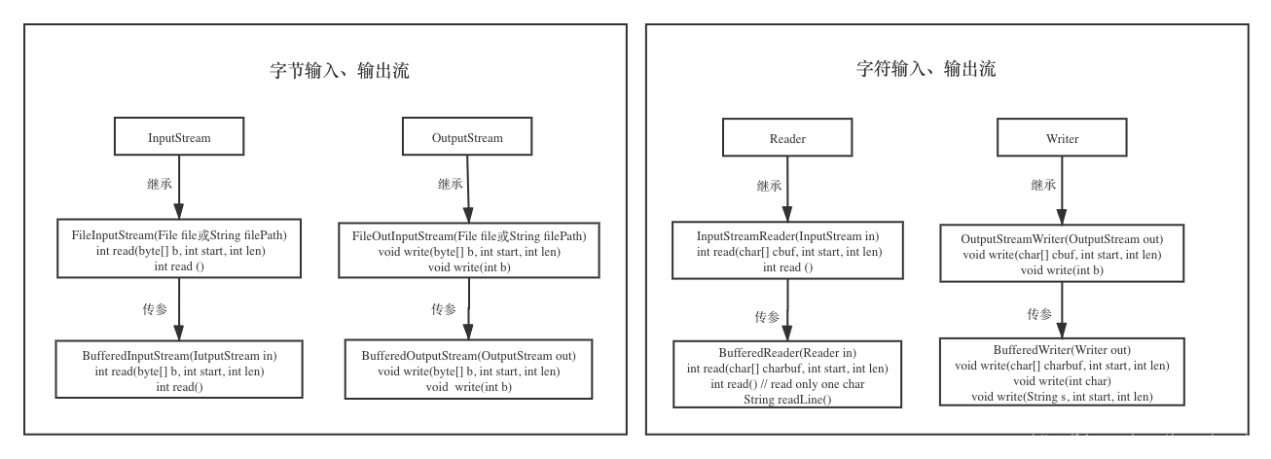 字节输入、输出流
InputStream
OutputStream
继承
继承
FileInputStream(File file或String filePath)
int read(byte[] b, int start, int len)
int read ()
FileOutInputStream(File file或String filePath)
void write(byte[] b, int start, int len)
void write(int b)
传参
传参
BufferedInputStream(IutputStream in)
int read(byte[] b, int start, int len)
int read()
BufferedOutputStream(OutputStream out)
void write(byte[] b, int start, int len)
void write(int b)
字符输入、输出流
Reader
Writer
继承
继承
InputStreamReader(InputStream in)
int read(char[] cbuf, int start, int len)
int read ()
OutputStreamWriter(OutputStream out)
void write(char[] cbuf, int start, int len)
void write(int b)
传参
传参
BufferedReader(Reader in)
int read(char[] charbuf, int start, int len)
int read() // read only one char
String readLine()
BufferedWriter(Writer out)
void write(char[] charbuf, int start, int len)
void write(int char)
void write(String s, int start, int len)